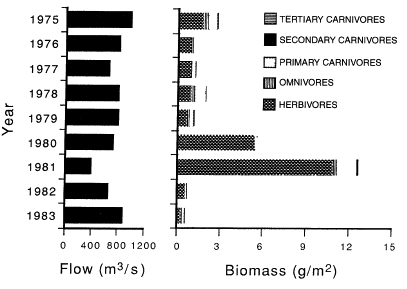 1975
1976
1977
1978
1979
1980
1981
1982
1983
Year
0 400 800 1200
Flow (m³/s)
TERTIARY CARNIVORES
SECONDARY CARNIVORES
PRIMARY CARNIVORES
OMNIVORES
HERBIVORES
0 3 6 9 12 15
Biomass (g/m²)